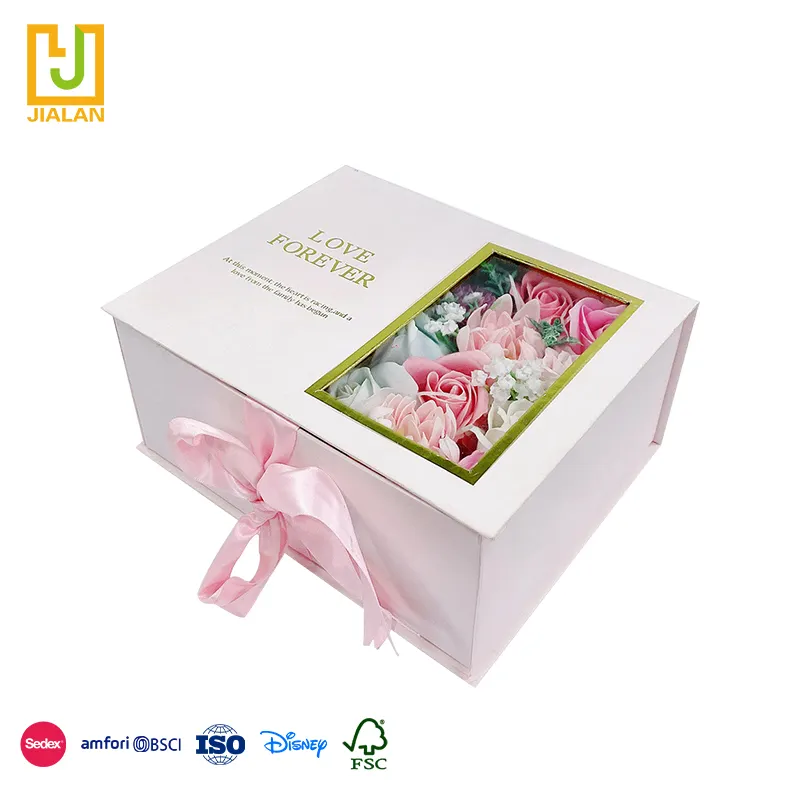 JIALAN
LOVE
FOREVER
At this moment, the heart is racing,and a
love from the family has begun
Sedex
amfori BSCI
ISO
Disney
FSC